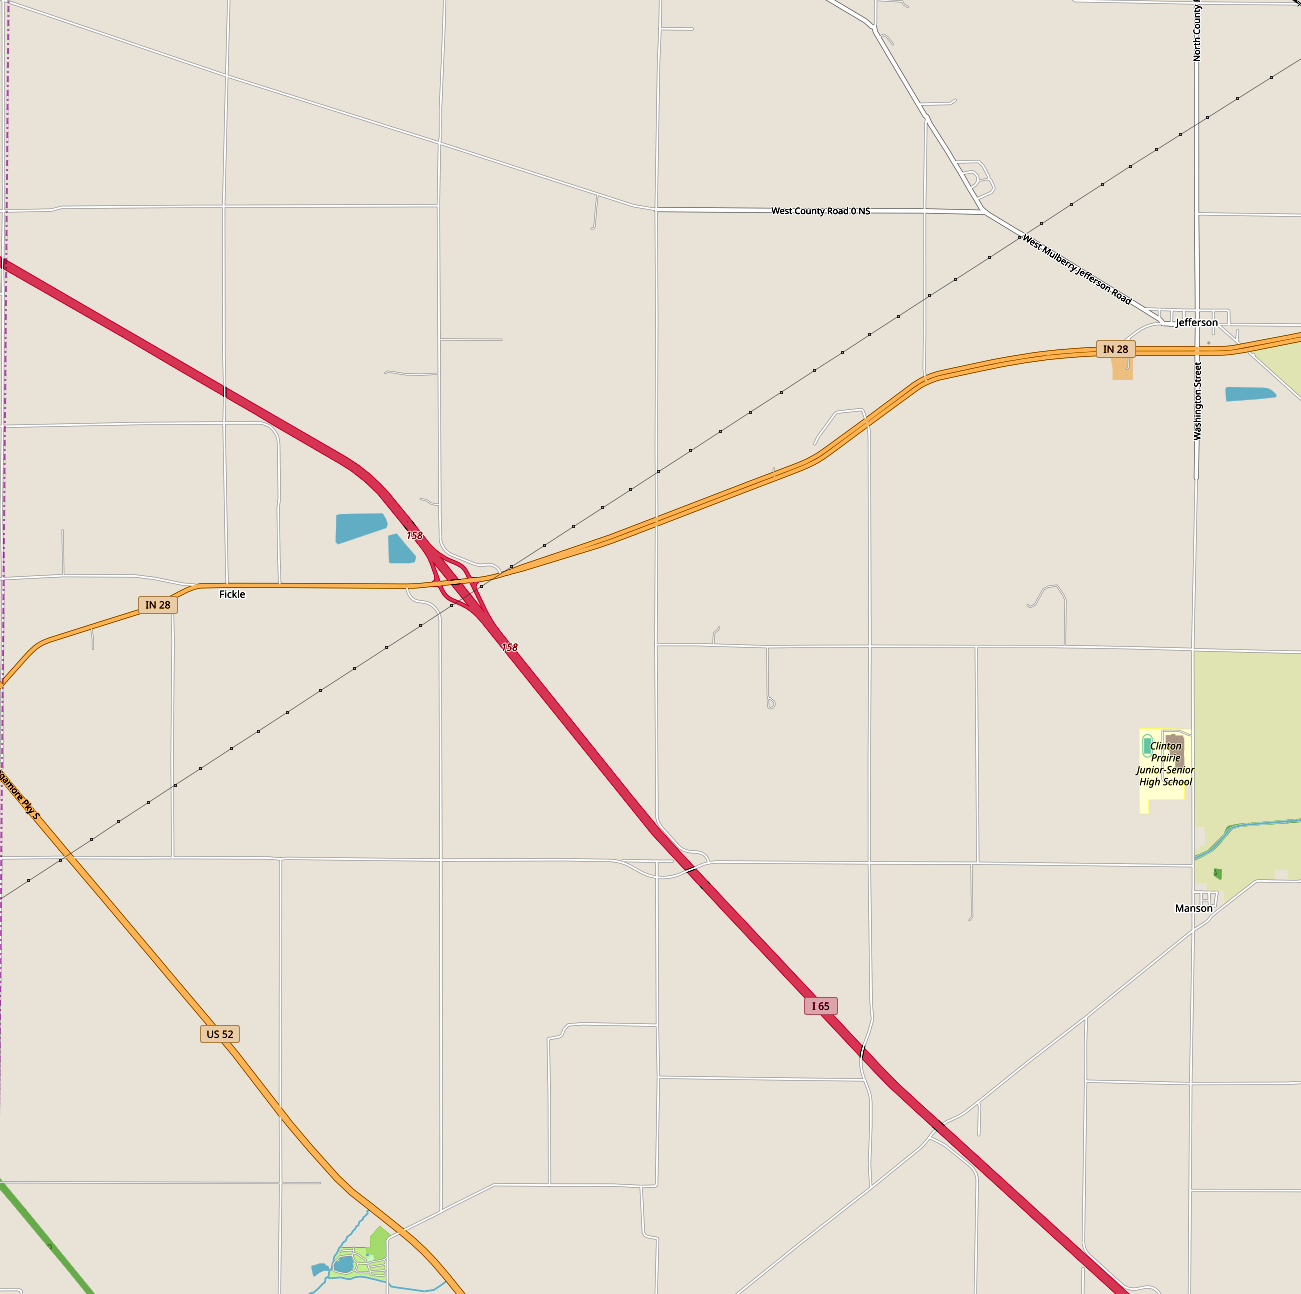 North County
West County Road 0 NS
West Mulberry Jefferson Road
Jefferson
IN 28
Washington Street
158
Fickle
IN 28
158
Clinton
Prairie
Junior-Senior
High School
Pky S
Manson
I 65
US 52